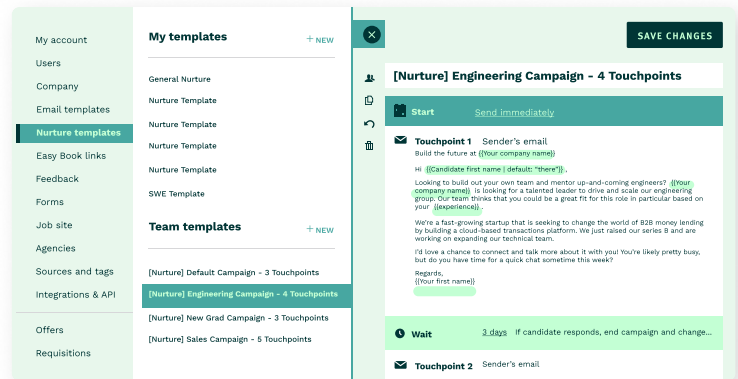 My account
Users
Company
Email templates
Nurture templates
Easy Book links
Feedback
Forms
Job site
Agencies
Sources and tags
Integrations & API
Offers
Requisitions
My templates
+ NEW
General Nurture
Nurture Template
Nurture Template
Nurture Template
Nurture Template
SWE Template
Team templates
+ NEW
[Nurture] Default Campaign - 3 Touchpoints
[Nurture] Engineering Campaign - 4 Touchpoints
[Nurture] New Grad Campaign - 3 Touchpoints
[Nurture] Sales Campaign - 5 Touchpoints
SAVE CHANGES
[Nurture] Engineering Campaign - 4 Touchpoints
Start Send immediately
Touchpoint 1 Sender's email
Build the future at {{Your company name}}
Hi {{Candidate first name | default: "there"}} ,
Looking to build out your own team and mentor up-and-coming engineers? {{Your
company name}} is looking for a talented leader to drive and scale our engineering
group. Our team thinks that you could be a great fit for this role in particular based on
your {{experience}} .
We're a fast-growing startup that is seeking to change the world of B2B money lending
by building a cloud-based transactions platform. We just raised our series B and are
working on expanding our technical team.
I'd love a chance to connect and talk more about it with you! You're likely pretty busy,
but do you have time for a quick chat sometime this week?
Regards,
{{Your first name}}
Wait 3 days If candidate responds, end campaign and change...
Touchpoint 2 Sender's email